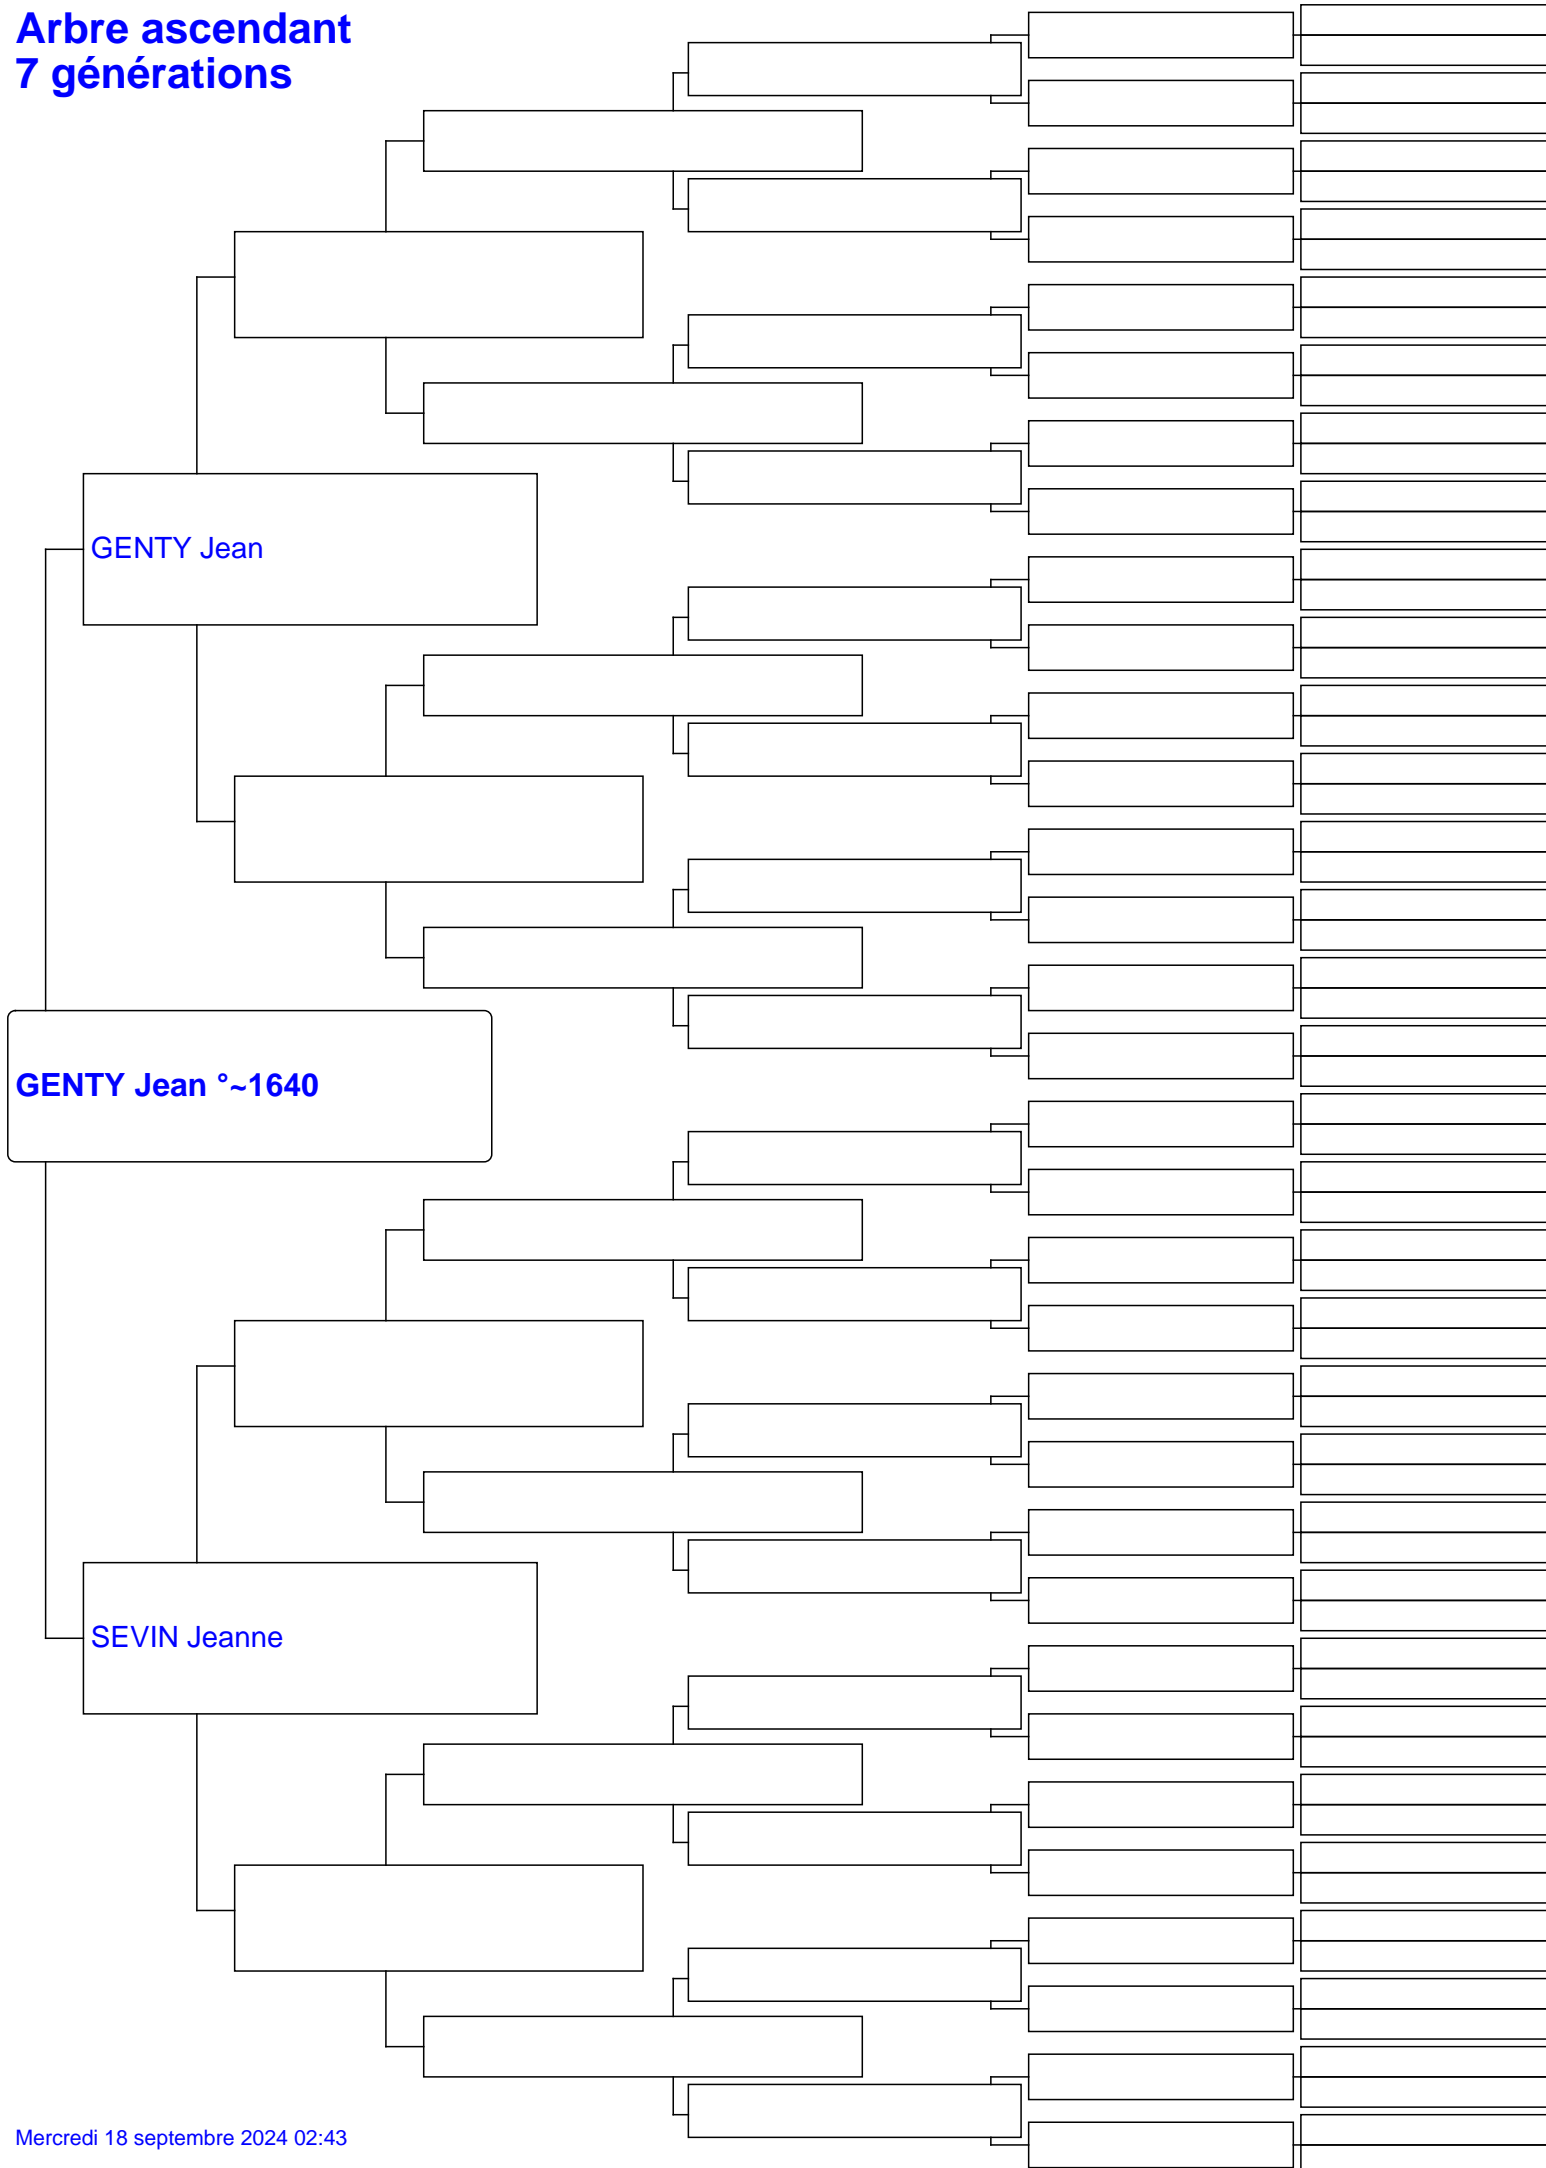 Arbre ascendant
7 générations
GENTY Jean
GENTY Jean °~1640
SEVIN Jeanne
Mercredi 18 septembre 2024 02:43